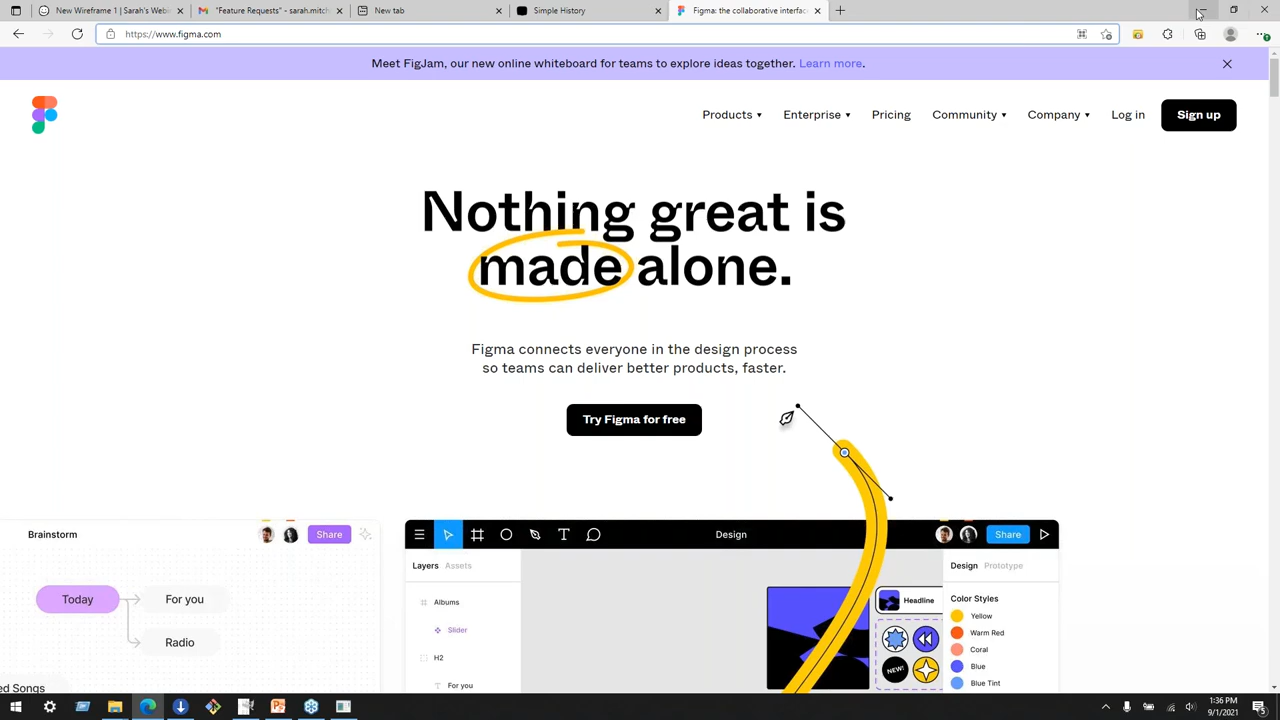 New Wireframe 1 | Sarah's Web
"Feature Requests" - sarah.mitch
New tab
Simple History
Figma: the collaborative interfac
https://www.figma.com
Meet FigJam, our new online whiteboard for teams to explore ideas together. Learn more.
Products
Enterprise
Pricing
Community
Company
Log in
Sign up
Nothing great is
made alone.
Figma connects everyone in the design process
so teams can deliver better products, faster.
Try Figma for free
Brainstorm
Share
Design
Share
Layers
Assets
Design
Prototype
Today
For you
Radio
ed Songs
Albums
Slider
H2
For you
Headline
NEW!
Color Styles
Yellow
Warm Red
Coral
Blue
Blue Tint
1:36 PM
9/1/2021